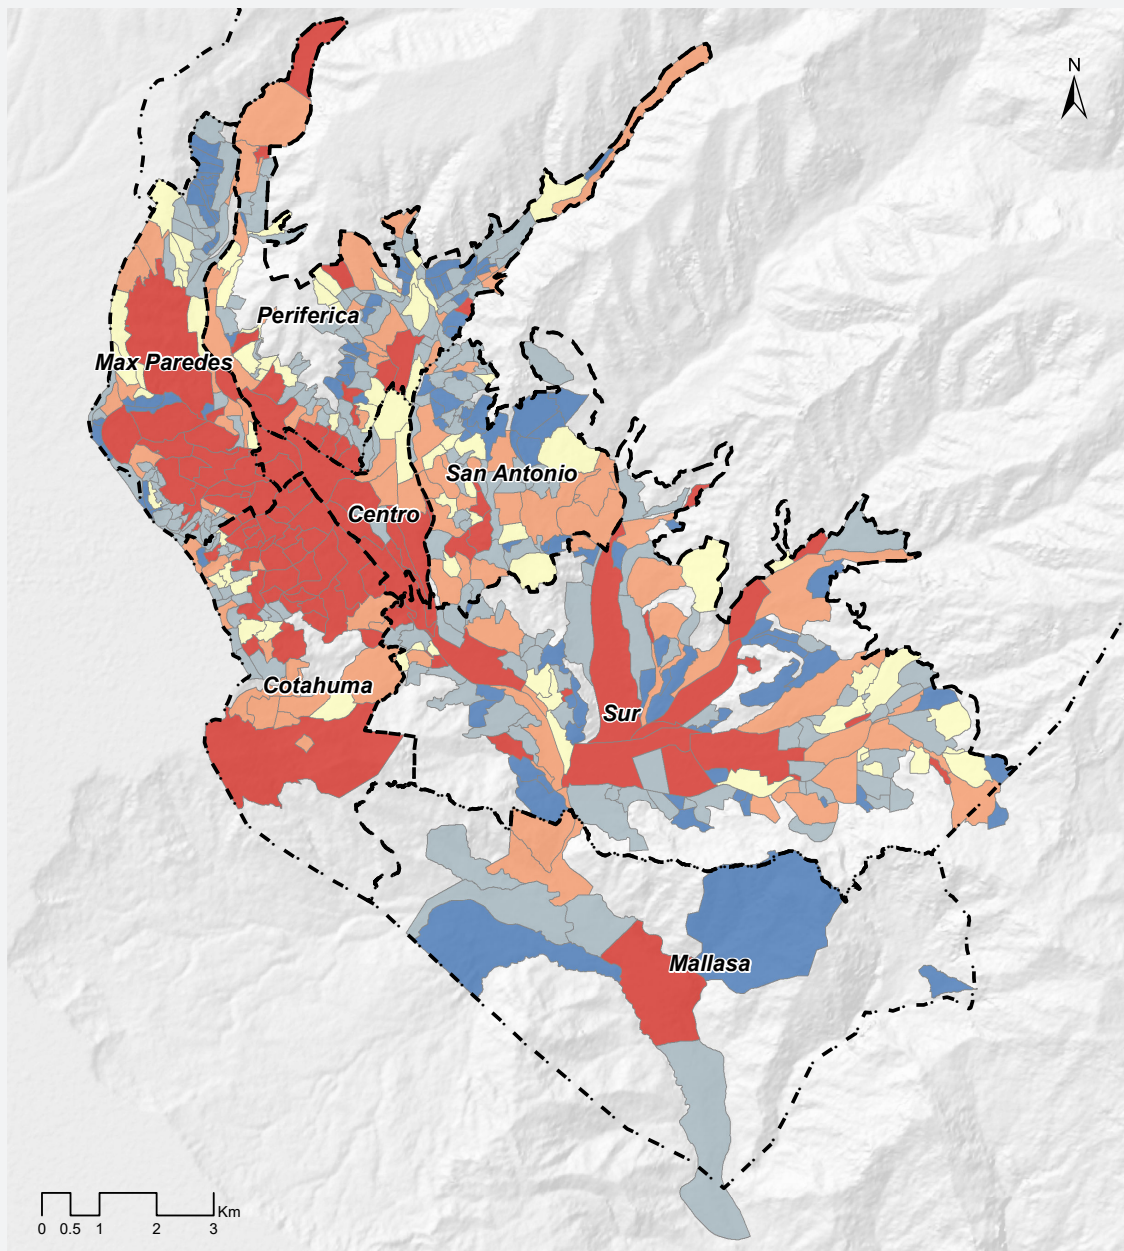 N
Periferica
Max Paredes
San Antonio
Centro
Cotahuma
Sur
Mallasa
Km
0 0.5 1 2 3